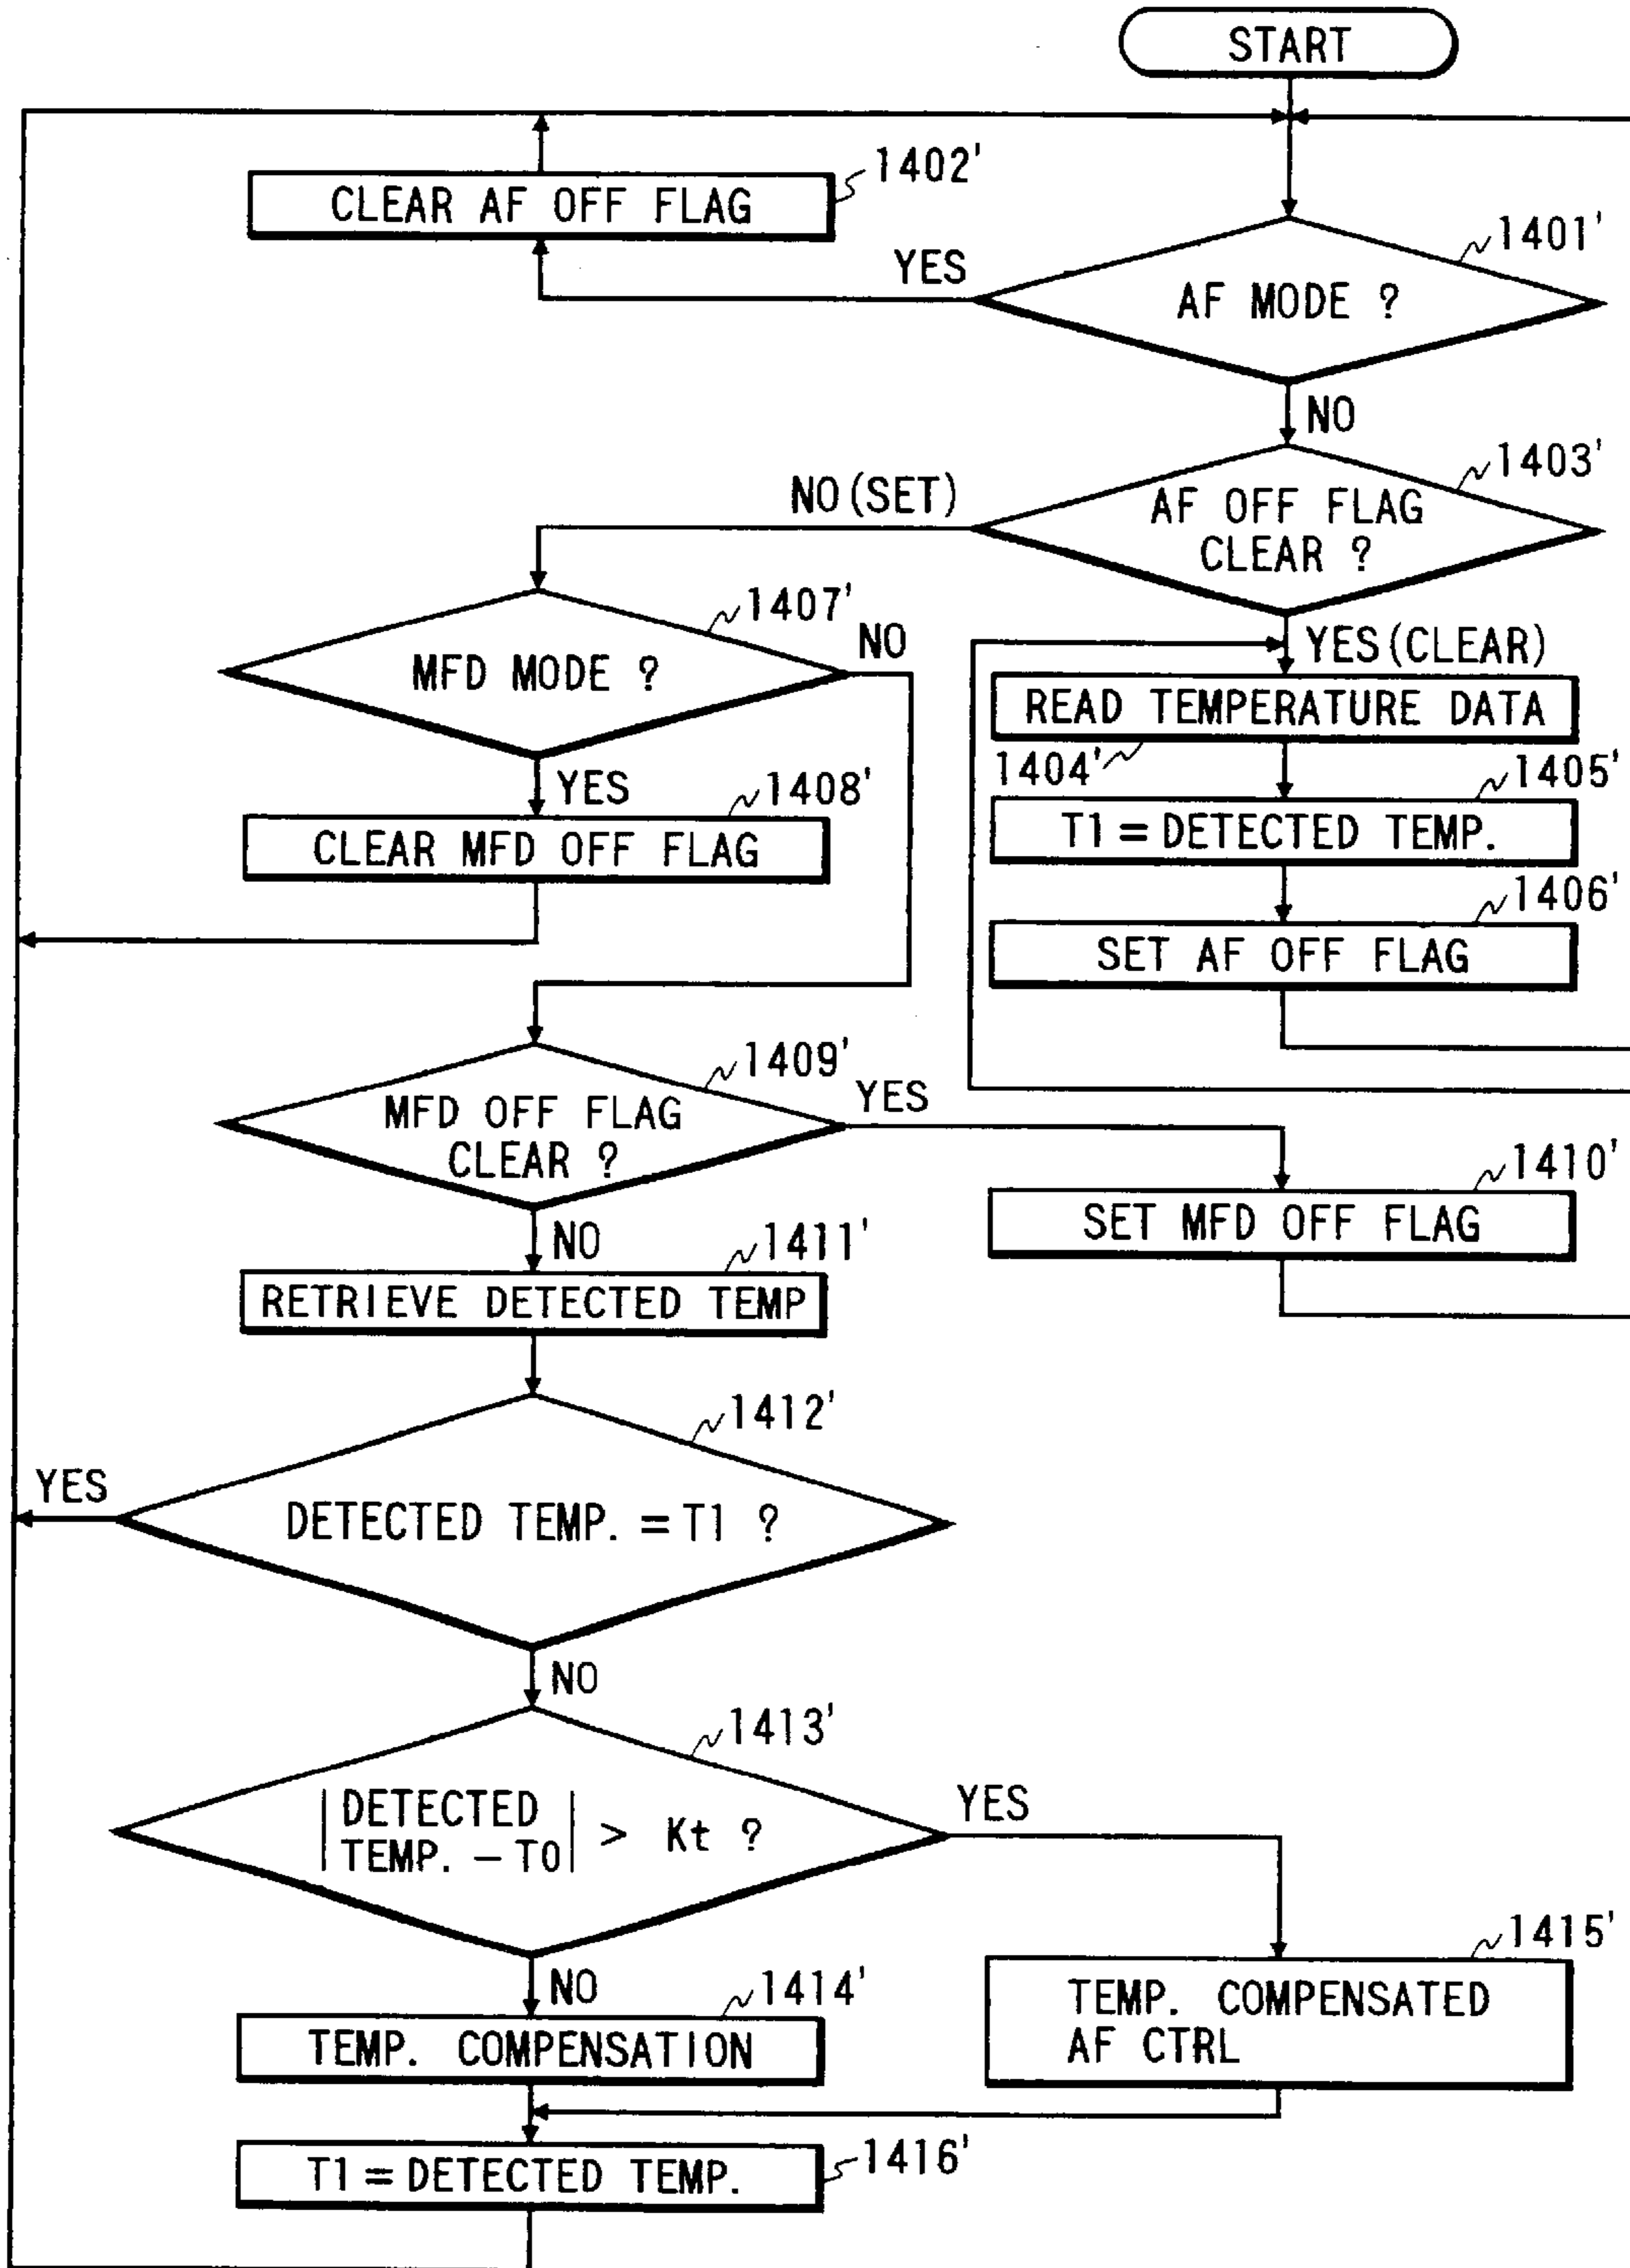 START
1402'
CLEAR AF OFF FLAG
1401'
YES
AF MODE ?
NO
1403'
NO (SET)
AF OFF FLAG
CLEAR ?
1407'
NO
YES (CLEAR)
MFD MODE ?
READ TEMPERATURE DATA
1404'
1405'
YES
1408'
T1 = DETECTED TEMP.
CLEAR MFD OFF FLAG
1406'
SET AF OFF FLAG
1409'
YES
MFD OFF FLAG
CLEAR ?
1410'
SET MFD OFF FLAG
NO
1411'
RETRIEVE DETECTED TEMP
1412'
YES
DETECTED TEMP. = T1 ?
NO
1413'
YES
|DETECTED
TEMP. - T0| > Kt ?
1415'
NO
1414'
TEMP. COMPENSATED
AF CTRL
TEMP. COMPENSATION
1416'
T1 = DETECTED TEMP.